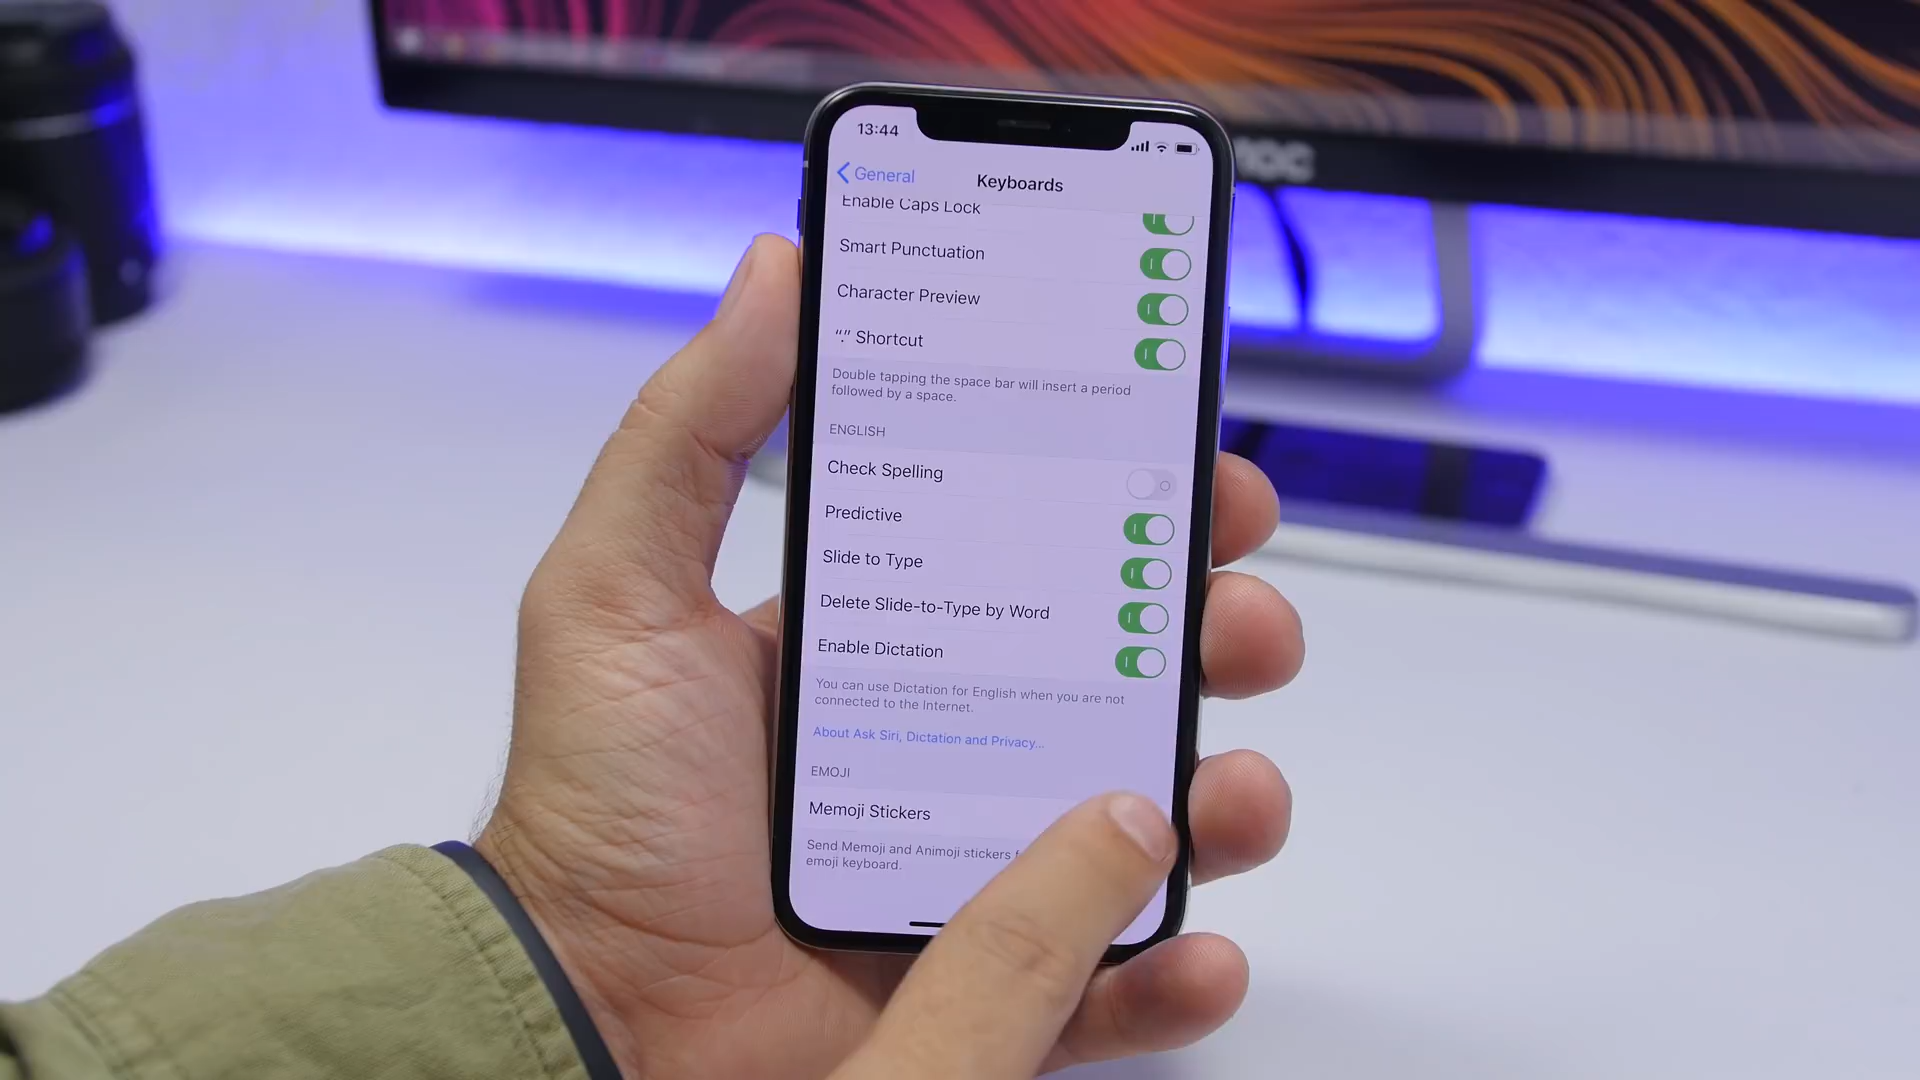 13:44
General
Keyboards
Enable Caps Lock
Smart Punctuation
Character Preview
“.” Shortcut
Double tapping the space bar will insert a period
followed by a space.
ENGLISH
Check Spelling
Predictive
Slide to Type
Delete Slide-to-Type by Word
Enable Dictation
You can use Dictation for English when you are not
connected to the Internet.
About Ask Siri, Dictation and Privacy...
EMOJI
Memoji Stickers
Send Memoji and Animoji stickers
emoji keyboard.
AOC